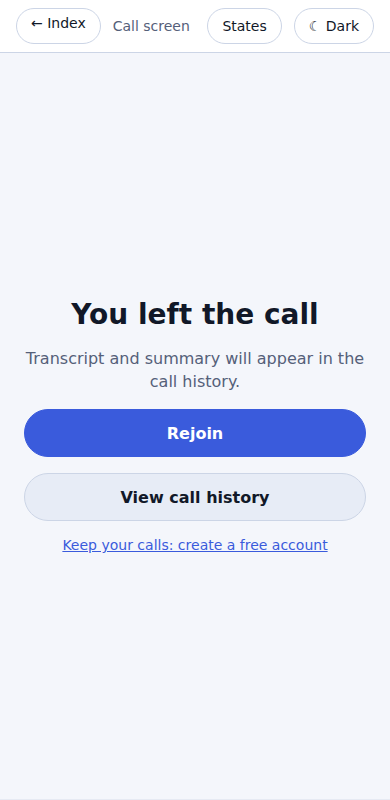 ← Index
Call screen
States
☾ Dark
You left the call
Transcript and summary will appear in the
call history.
Rejoin
View call history
Keep your calls: create a free account